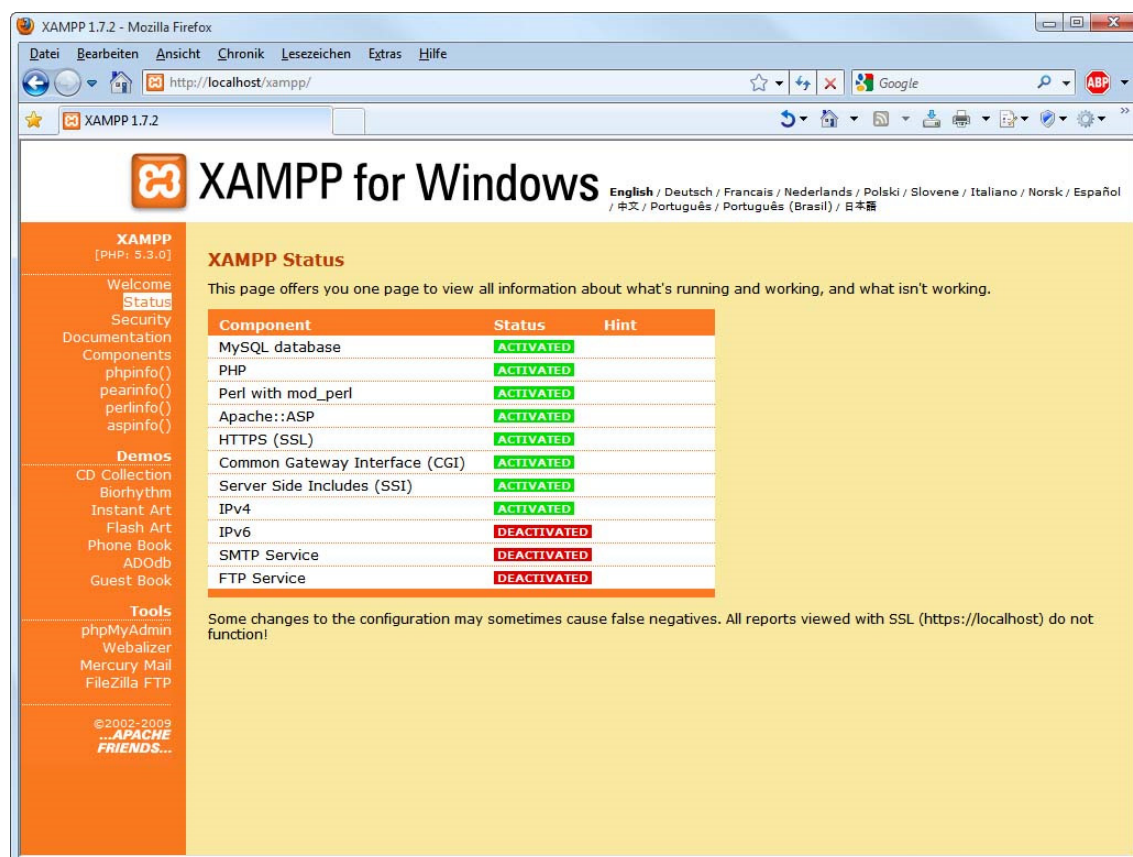 XAMPP 1.7.2 - Mozilla Firefox
Datei Bearbeiten Ansicht Chronik Lesezeichen Extras Hilfe
http://localhost/xampp/
Google
ABP
XAMPP 1.7.2
XAMPP for Windows
English / Deutsch / Francais / Nederlands / Polski / Slovene / Italiano / Norsk / Español
/ 中文 / Português / Português (Brasil) / 日本語
XAMPP
[PHP: 5.3.0]
Welcome
Status
Security
Documentation
Components
phpinfo()
pearinfo()
perlinfo()
aspinfo()
Demos
CD Collection
Biorhythm
Instant Art
Flash Art
Phone Book
ADOdb
Guest Book
Tools
phpMyAdmin
Webalizer
Mercury Mail
FileZilla FTP
©2002-2009
...APACHE
FRIENDS...
XAMPP Status
This page offers you one page to view all information about what's running and working, and what isn't working.
Component Status Hint
MySQL database ACTIVATED
PHP ACTIVATED
Perl with mod_perl ACTIVATED
Apache::ASP ACTIVATED
HTTPS (SSL) ACTIVATED
Common Gateway Interface (CGI) ACTIVATED
Server Side Includes (SSI) ACTIVATED
IPv4 ACTIVATED
IPv6 DEACTIVATED
SMTP Service DEACTIVATED
FTP Service DEACTIVATED
Some changes to the configuration may sometimes cause false negatives. All reports viewed with SSL (https://localhost) do not
function!